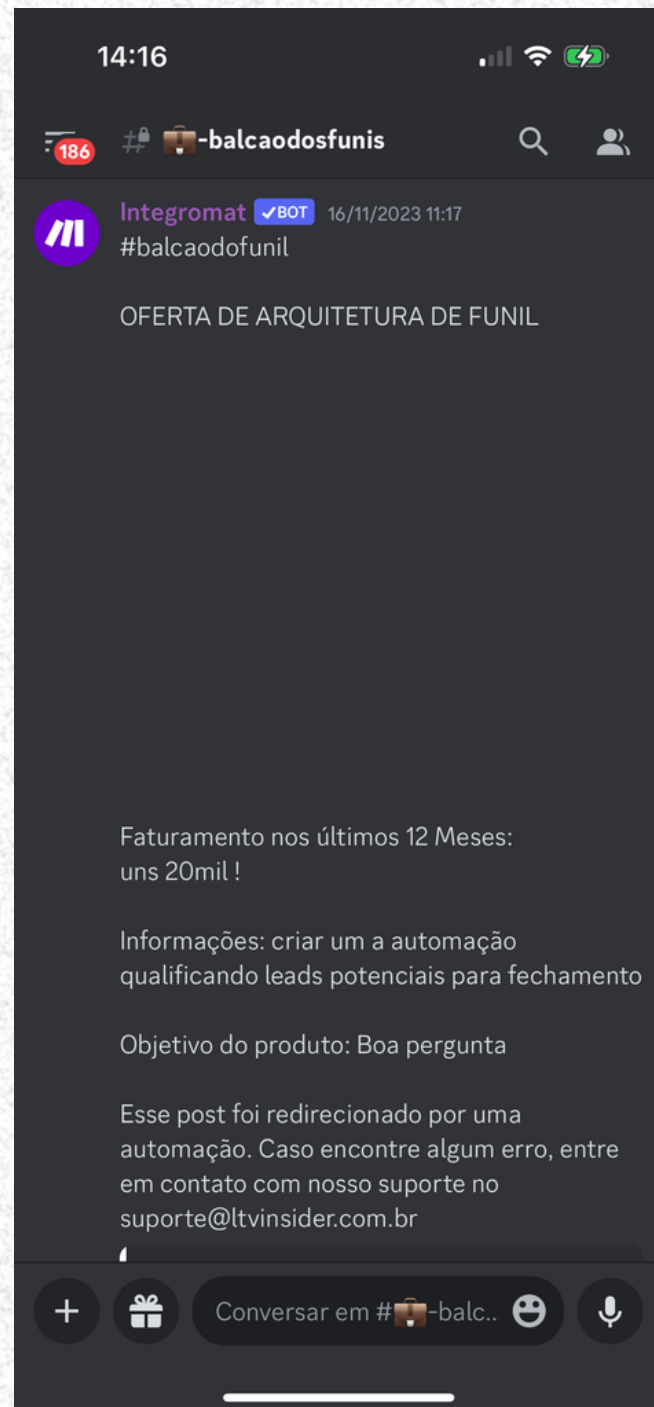 14:16
186
-balcaodosfunis
Integromat BOT 16/11/2023 11:17
#balcaodofunil
OFERTA DE ARQUITETURA DE FUNIL
Faturamento nos últimos 12 Meses:
uns 20mil !
Informações: criar um a automação
qualificando leads potenciais para fechamento
Objetivo do produto: Boa pergunta
Esse post foi redirecionado por uma
automação. Caso encontre algum erro, entre
em contato com nosso suporte no
suporte@ltvinsider.com.br
Conversar em #💼-balc..